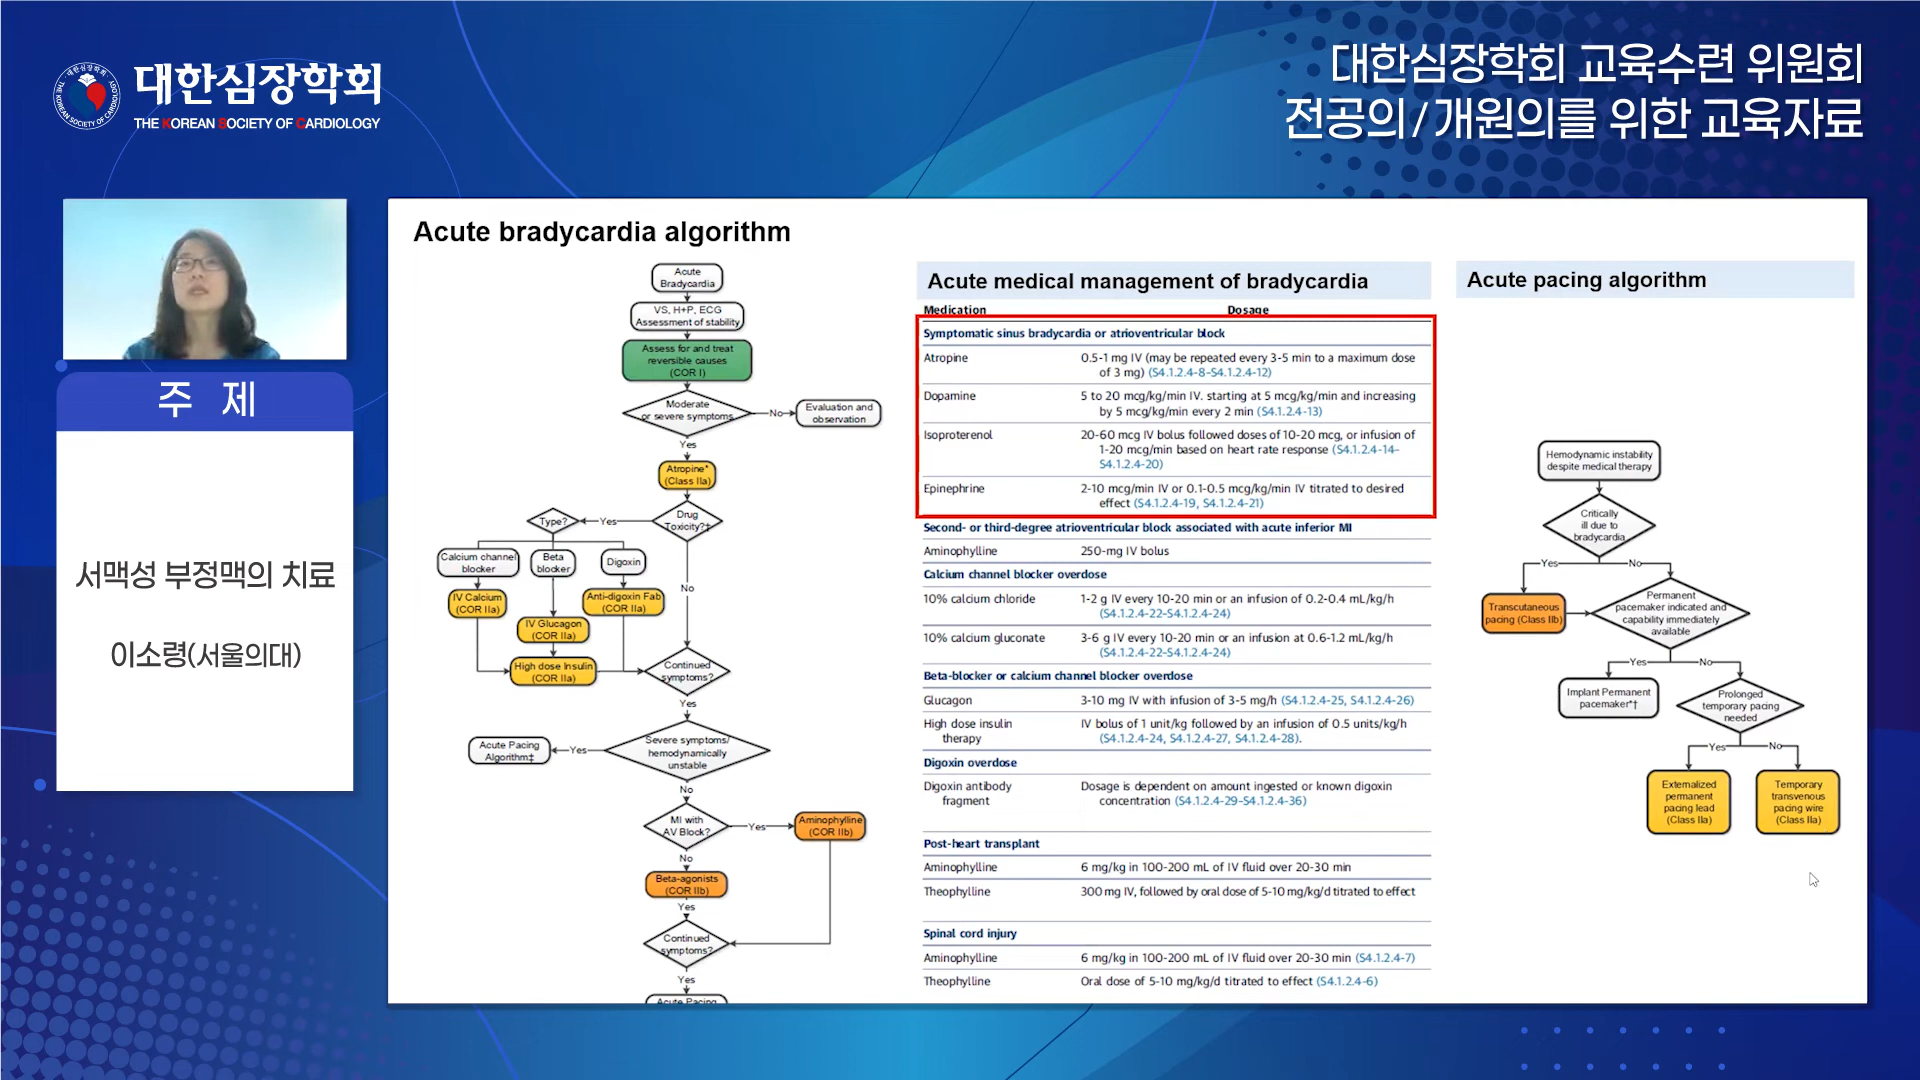 대한심장학회
THE KOREAN SOCIETY OF CARDIOLOGY
대한심장학회 교육수련 위원회
전공의/개원의를 위한 교육자료
주 제
서맥성 부정맥의 치료
이소령(서울의대)
Acute bradycardia algorithm
Acute
Bradycardia
VS, H+P, ECG
Assessment of stability
Assess for and treat
reversible causes
(COR I)
Moderate
or severe symptoms
No
Evaluation and
observation
Yes
Atropine*
(Class IIa)
Drug
Toxicity?†
Yes
Type?
Calcium channel
blocker
Beta
blocker
Digoxin
No
IV Calcium
(COR IIa)
Anti-digoxin Fab
(COR IIa)
IV Glucagon
(COR IIa)
High dose Insulin
(COR IIa)
Continued
symptoms?
Yes
Severe symptoms/
hemodynamically
unstable
Yes
Acute Pacing
Algorithm‡
No
MI with
AV Block?
Yes
Aminophylline
(COR IIb)
No
Beta-agonists
(COR IIb)
Yes
Continued
symptoms?
Yes
Acute Pacing
Acute medical management of bradycardia
Medication Dosage
Symptomatic sinus bradycardia or atrioventricular block
Atropine 0.5-1 mg IV (may be repeated every 3-5 min to a maximum dose
of 3 mg) (S4.1.2.4-8–S4.1.2.4-12)
Dopamine 5 to 20 mcg/kg/min IV. starting at 5 mcg/kg/min and increasing
by 5 mcg/kg/min every 2 min (S4.1.2.4-13)
Isoproterenol 20-60 mcg IV bolus followed doses of 10-20 mcg, or infusion of
1-20 mcg/min based on heart rate response (S4.1.2.4-14–
S4.1.2.4-20)
Epinephrine 2-10 mcg/min IV or 0.1-0.5 mcg/kg/min IV titrated to desired
effect (S4.1.2.4-19, S4.1.2.4-21)
Second- or third-degree atrioventricular block associated with acute inferior MI
Aminophylline 250-mg IV bolus
Calcium channel blocker overdose
10% calcium chloride 1-2 g IV every 10-20 min or an infusion of 0.2-0.4 mL/kg/h
(S4.1.2.4-22–S4.1.2.4-24)
10% calcium gluconate 3-6 g IV every 10-20 min or an infusion at 0.6-1.2 mL/kg/h
(S4.1.2.4-22–S4.1.2.4-24)
Beta-blocker or calcium channel blocker overdose
Glucagon 3-10 mg IV with infusion of 3-5 mg/h (S4.1.2.4-25, S4.1.2.4-26)
High dose insulin IV bolus of 1 unit/kg followed by an infusion of 0.5 units/kg/h
therapy (S4.1.2.4-24, S4.1.2.4-27, S4.1.2.4-28).
Digoxin overdose
Digoxin antibody Dosage is dependent on amount ingested or known digoxin
fragment concentration (S4.1.2.4-29–S4.1.2.4-36)
Post-heart transplant
Aminophylline 6 mg/kg in 100-200 mL of IV fluid over 20-30 min
Theophylline 300 mg IV, followed by oral dose of 5-10 mg/kg/d titrated to effect
Spinal cord injury
Aminophylline 6 mg/kg in 100-200 mL of IV fluid over 20-30 min (S4.1.2.4-7)
Theophylline Oral dose of 5-10 mg/kg/d titrated to effect (S4.1.2.4-6)
Acute pacing algorithm
Hemodynamic instability
despite medical therapy
Critically
ill due to
bradycardia
Yes No
Transcutaneous
pacing (Class IIb)
Permanent
pacemaker indicated and
capability immediately
available
Yes No
Implant Permanent
pacemaker*†
Prolonged
temporary pacing
needed
Yes No
Externalized
permanent
pacing lead
(Class IIa)
Temporary
transvenous
pacing wire
(Class IIa)